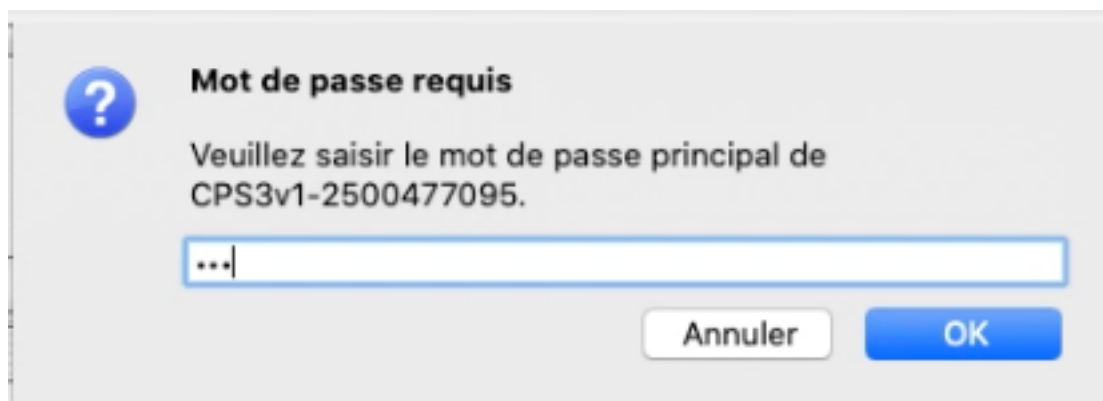 Mot de passe requis
Veuillez saisir le mot de passe principal de
CPS3v1-2500477095.
•••
Annuler
OK